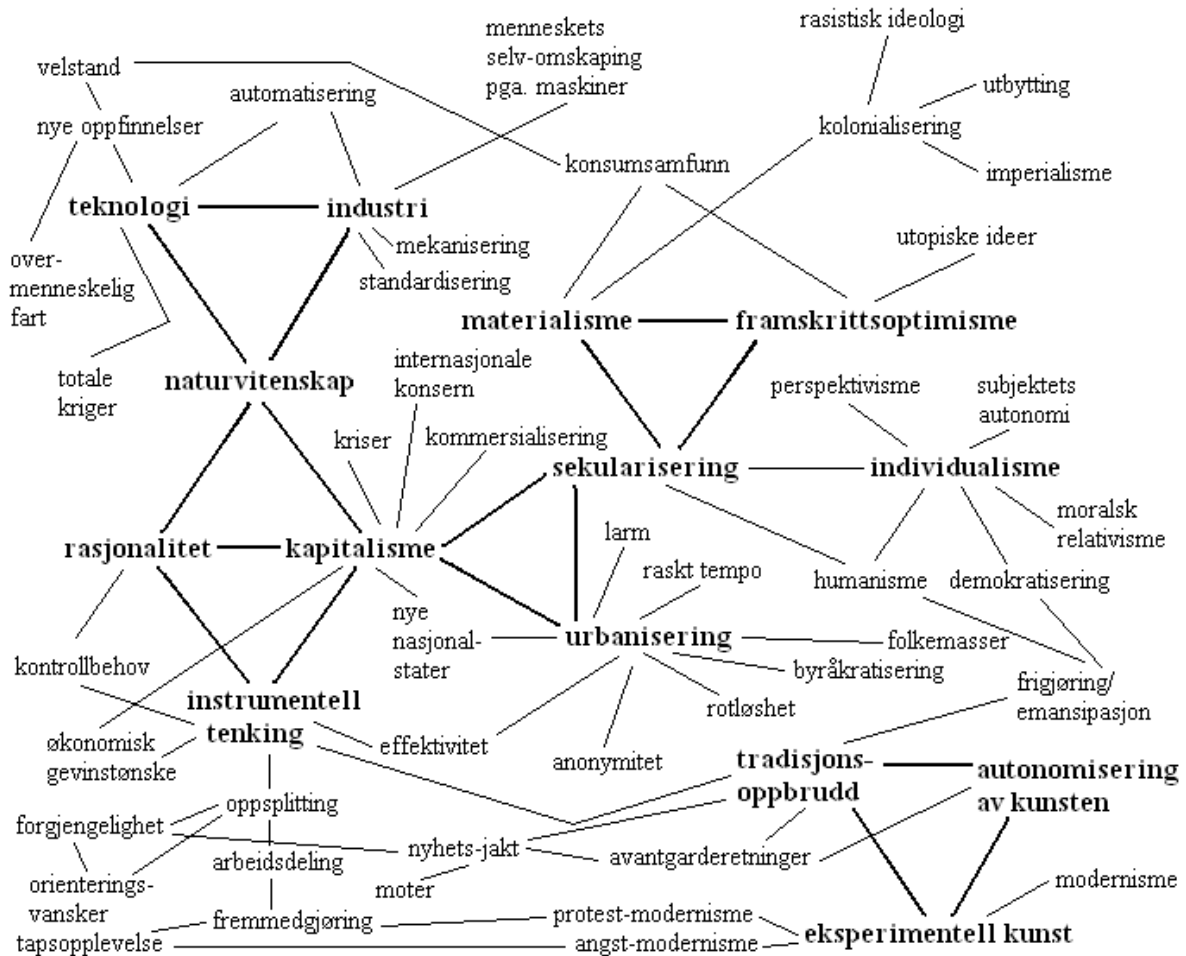 rasistisk ideologi
menneskets
selv-omskaping
pga. maskiner
velstand
automatisering
utbytting
nye oppfinnelser
kolonialisering
konsumsamfunn
imperialisme
teknologi
industri
mekanisering
utopiske ideer
over-
menneskelig
fart
standardisering
materialisme
framskrittsoptimisme
totale
kriger
naturvitenskap
internasjonale
konsern
perspektivisme
subjektets
autonomi
kriser
kommersialisering
sekularisering
individualisme
moralsk
relativisme
rasjonalitet
kapitalisme
larm
raskt tempo
humanisme
demokratisering
nye
nasjonal-
stater
urbanisering
folkemasser
byråkratisering
kontrollbehov
instrumentell
tenking
rotløshet
frigjøring/
emansipasjon
økonomisk
gevinstønske
effektivitet
anonymitet
tradisjons-
oppbrudd
autonomisering
av kunsten
oppsplitting
forgjengelighet
arbeidsdeling
nyhets-jakt
avantgarderetninger
moter
orienterings-
vansker
modernisme
fremmedgjøring
protest-modernisme
tapsopplevelse
angst-modernisme
eksperimentell kunst